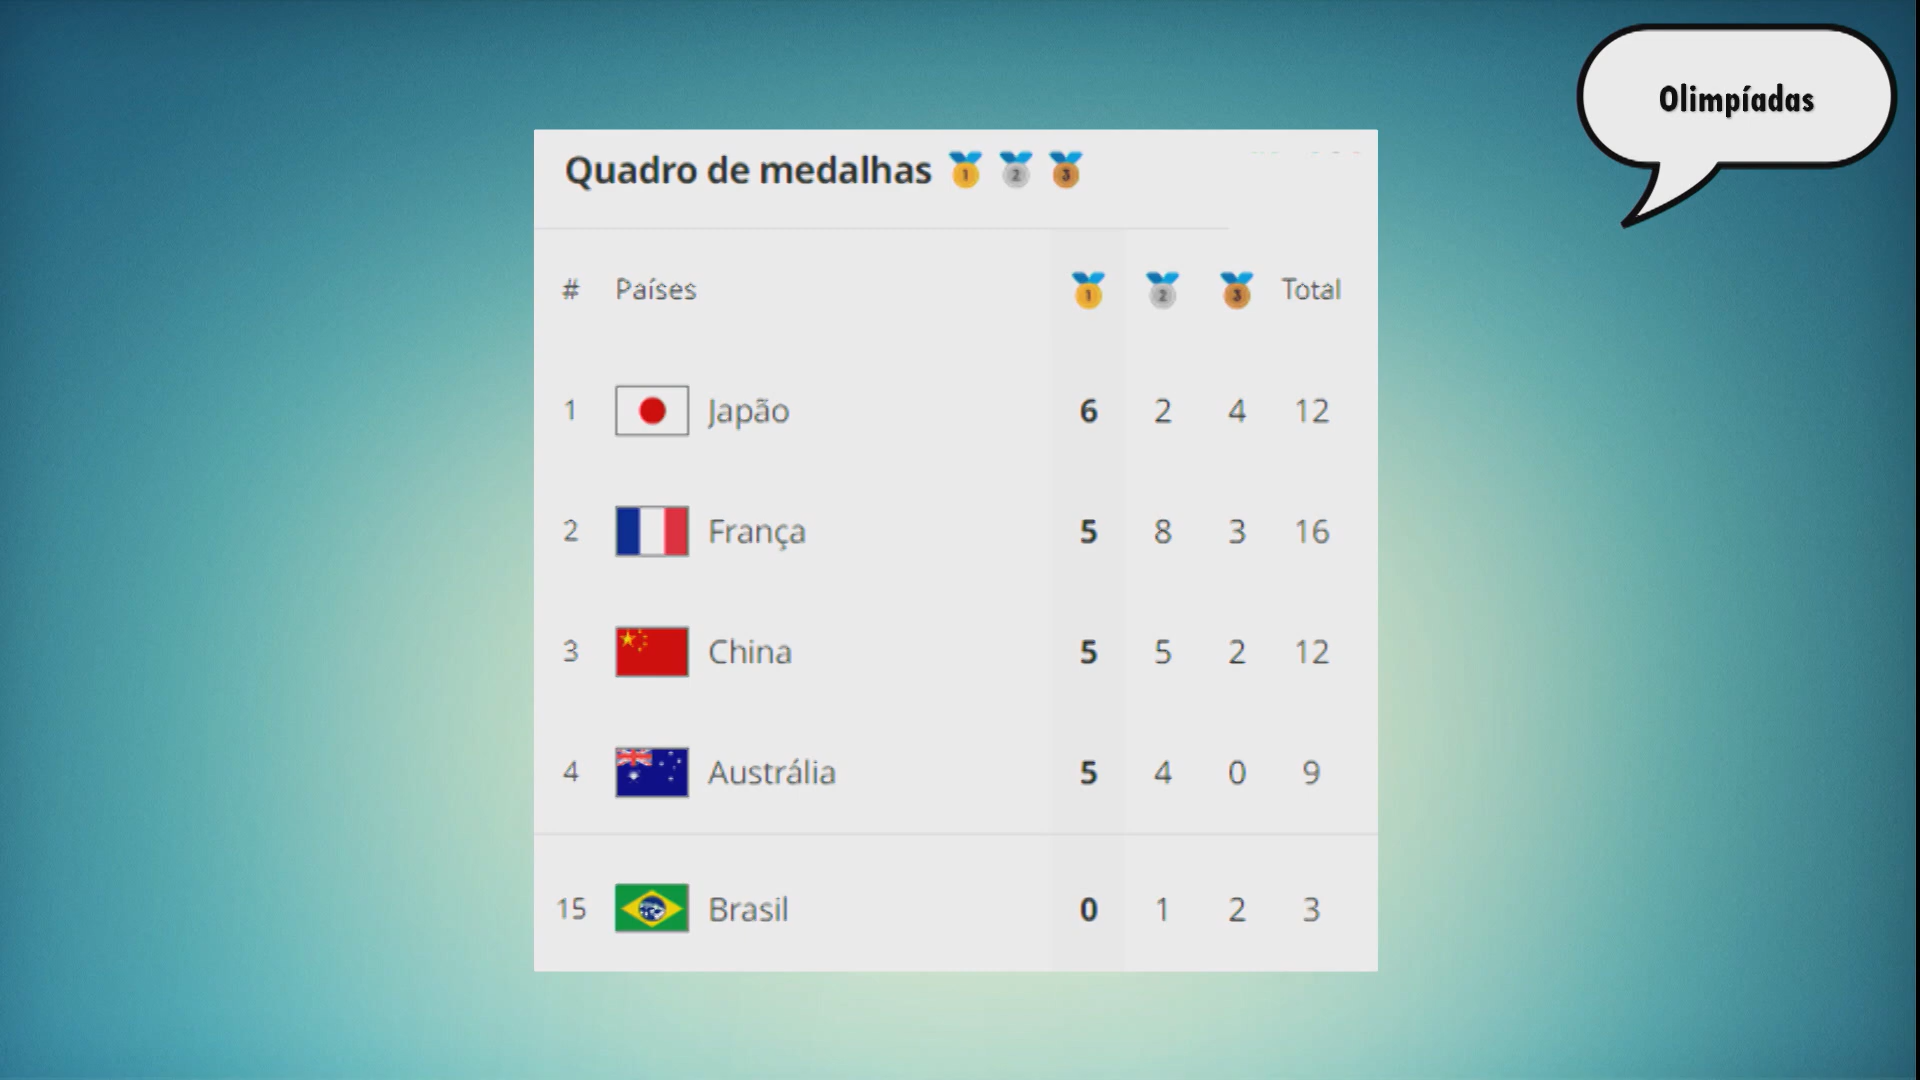 Olimpíadas
Quadro de medalhas 🥇 🥈 🥉
# Países 🥇 🥈 🥉 Total
1 Japão 6 2 4 12
2 França 5 8 3 16
3 China 5 5 2 12
4 Austrália 5 4 0 9
15 Brasil 0 1 2 3